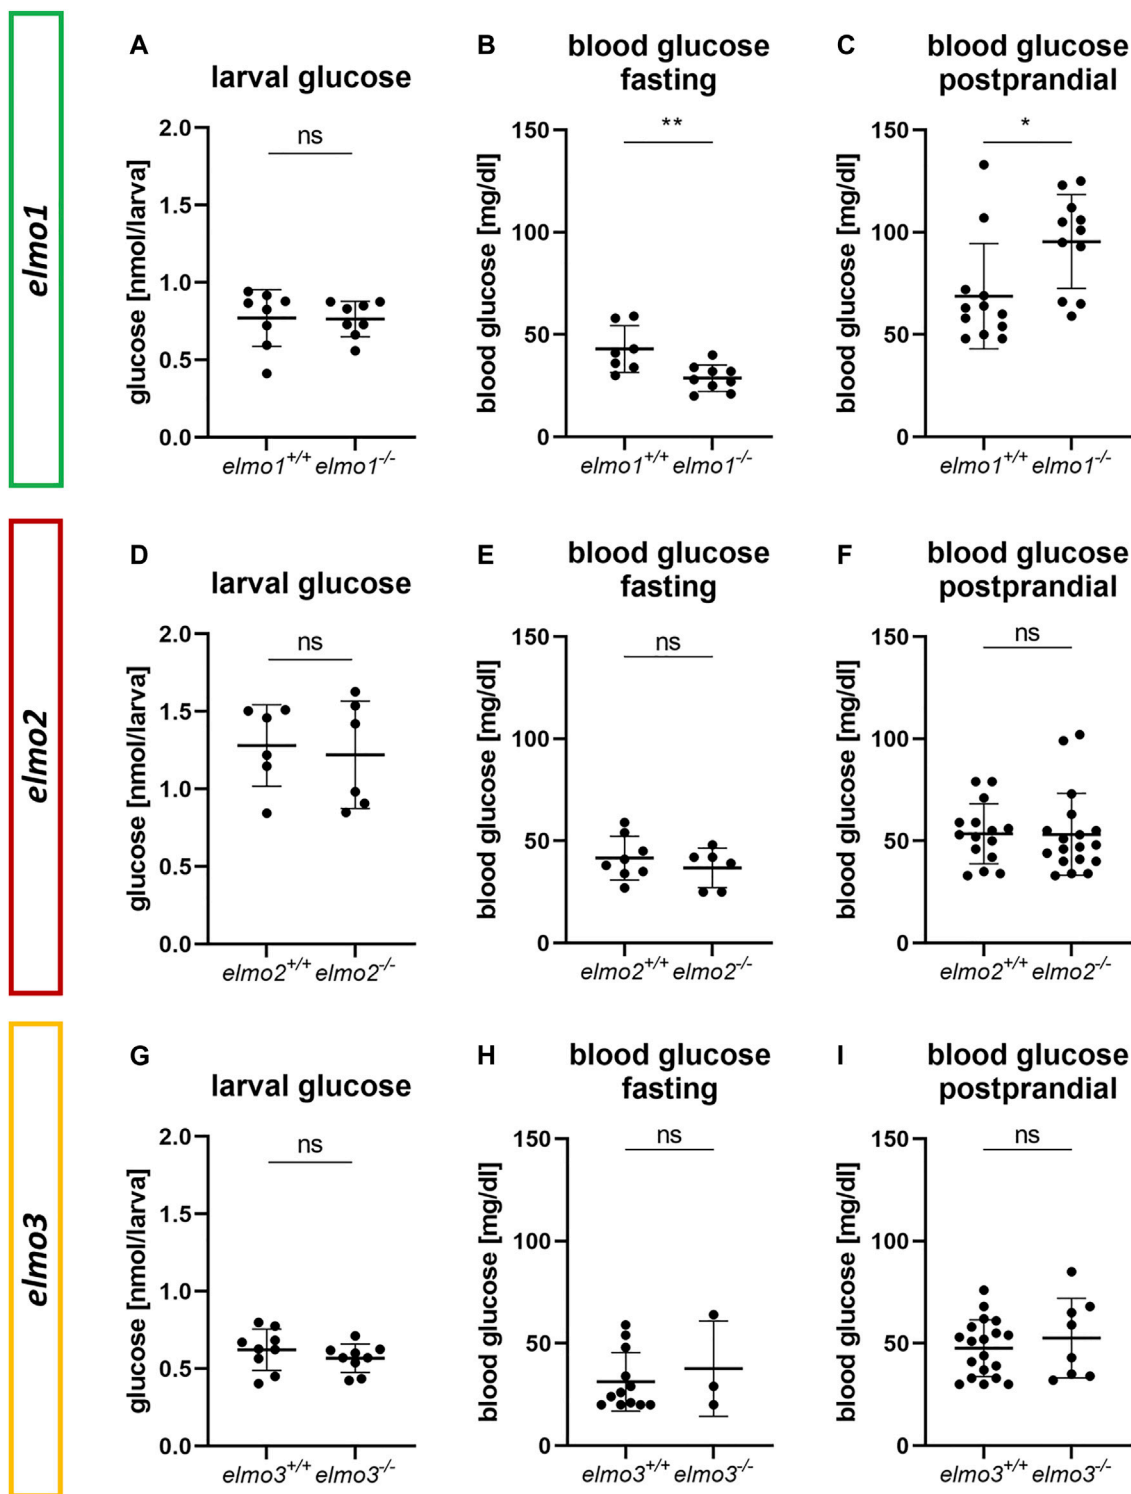 elmo1
A
larval glucose
glucose [nmol/larva]
2.0
1.5
1.0
0.5
0.0
ns
elmo1+/+ elmo1-/-
B
blood glucose
fasting
blood glucose [mg/dl]
150
100
50
0
**
elmo1+/+ elmo1-/-
C
blood glucose
postprandial
blood glucose [mg/dl]
150
100
50
0
*
elmo1+/+ elmo1-/-
elmo2
D
larval glucose
glucose [nmol/larva]
2.0
1.5
1.0
0.5
0.0
ns
elmo2+/+ elmo2-/-
E
blood glucose
fasting
blood glucose [mg/dl]
150
100
50
0
ns
elmo2+/+ elmo2-/-
F
blood glucose
postprandial
blood glucose [mg/dl]
150
100
50
0
ns
elmo2+/+ elmo2-/-
elmo3
G
larval glucose
glucose [nmol/larva]
2.0
1.5
1.0
0.5
0.0
ns
elmo3+/+ elmo3-/-
H
blood glucose
fasting
blood glucose [mg/dl]
150
100
50
0
ns
elmo3+/+ elmo3-/-
I
blood glucose
postprandial
blood glucose [mg/dl]
150
100
50
0
ns
elmo3+/+ elmo3-/-